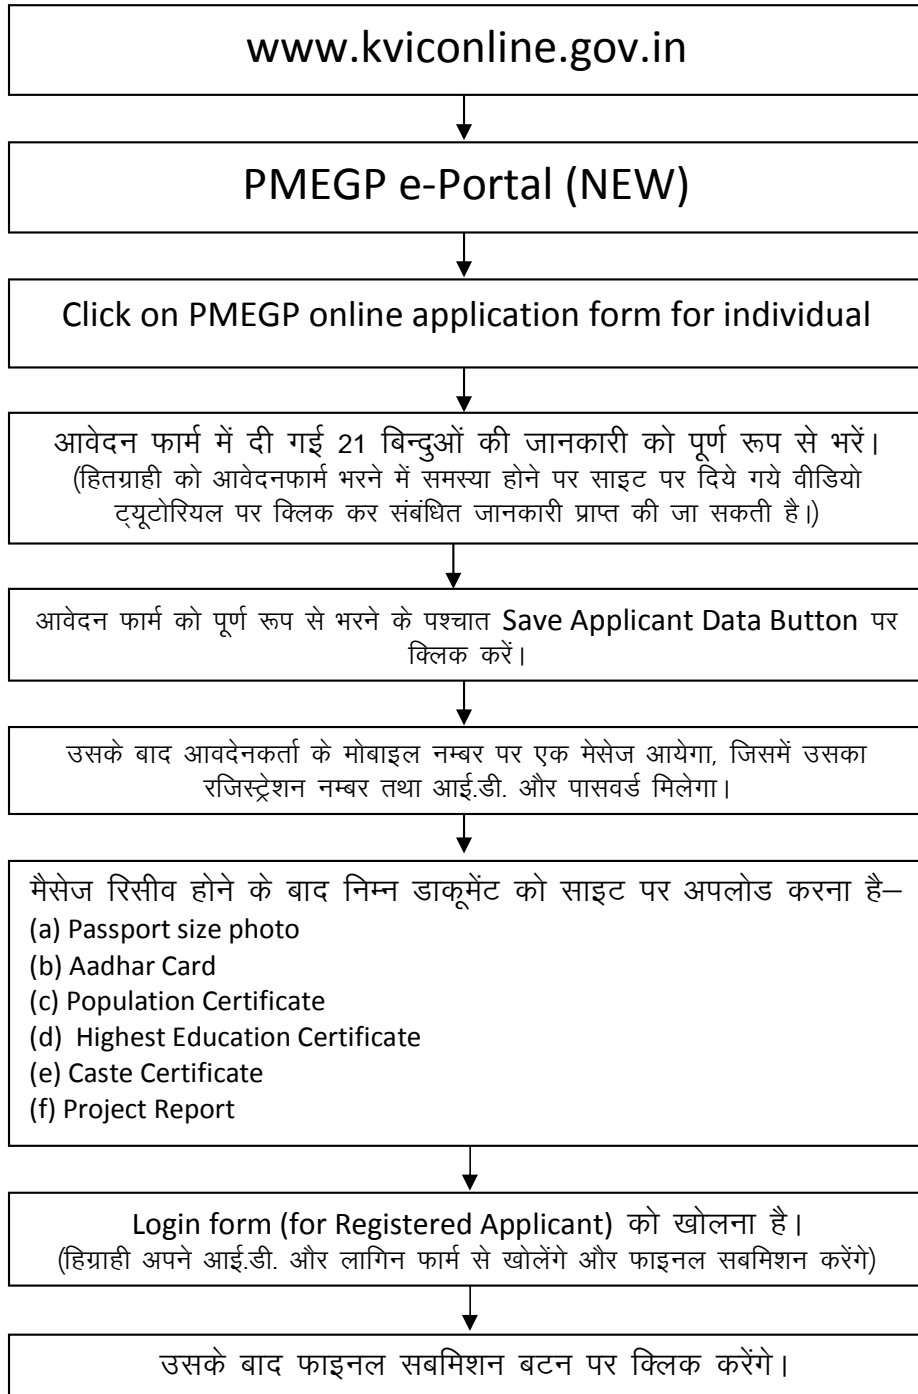 www.kviconline.gov.in
PMEGP e-Portal (NEW)
Click on PMEGP online application form for individual
आवेदन फार्म में दी गई 21 बिन्दुओं की जानकारी को पूर्ण रूप से भरें।
(हितग्राही को आवेदनफार्म भरने में समस्या होने पर साइट पर दिये गये वीडियो
ट्यूटोरियल पर क्लिक कर संबंधित जानकारी प्राप्त की जा सकती है।)
आवेदन फार्म को पूर्ण रूप से भरने के पश्चात Save Applicant Data Button पर
क्लिक करें।
उसके बाद आवदेनकर्ता के मोबाइल नम्बर पर एक मेसेज आयेगा, जिसमें उसका
रजिस्ट्रेशन नम्बर तथा आई.डी. और पासवर्ड मिलेगा।
मैसेज रिसीव होने के बाद निम्न डाकूमेंट को साइट पर अपलोड करना है–
(a) Passport size photo
(b) Aadhar Card
(c) Population Certificate
(d) Highest Education Certificate
(e) Caste Certificate
(f) Project Report
Login form (for Registered Applicant) को खोलना है।
(हिग्राही अपने आई.डी. और लागिन फार्म से खोलेंगे और फाइनल सबमिशन करेंगे)
उसके बाद फाइनल सबमिशन बटन पर क्लिक करेंगे।